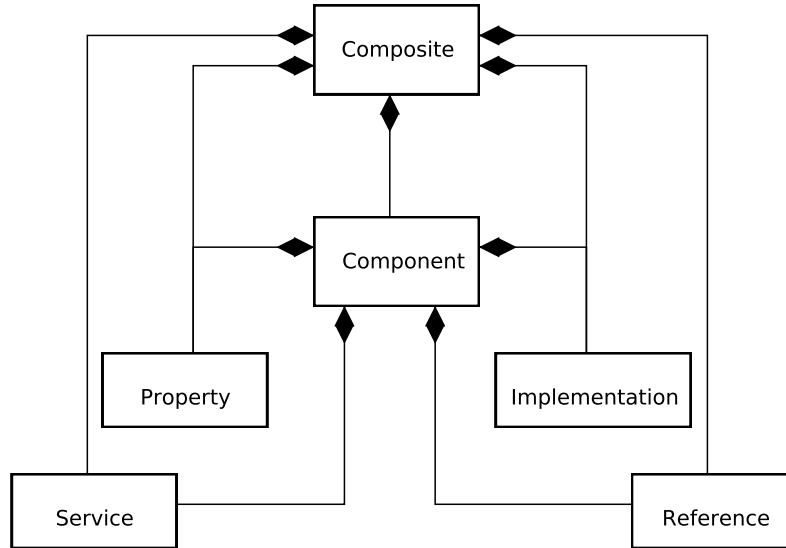 Composite
Component
Property
Implementation
Service
Reference